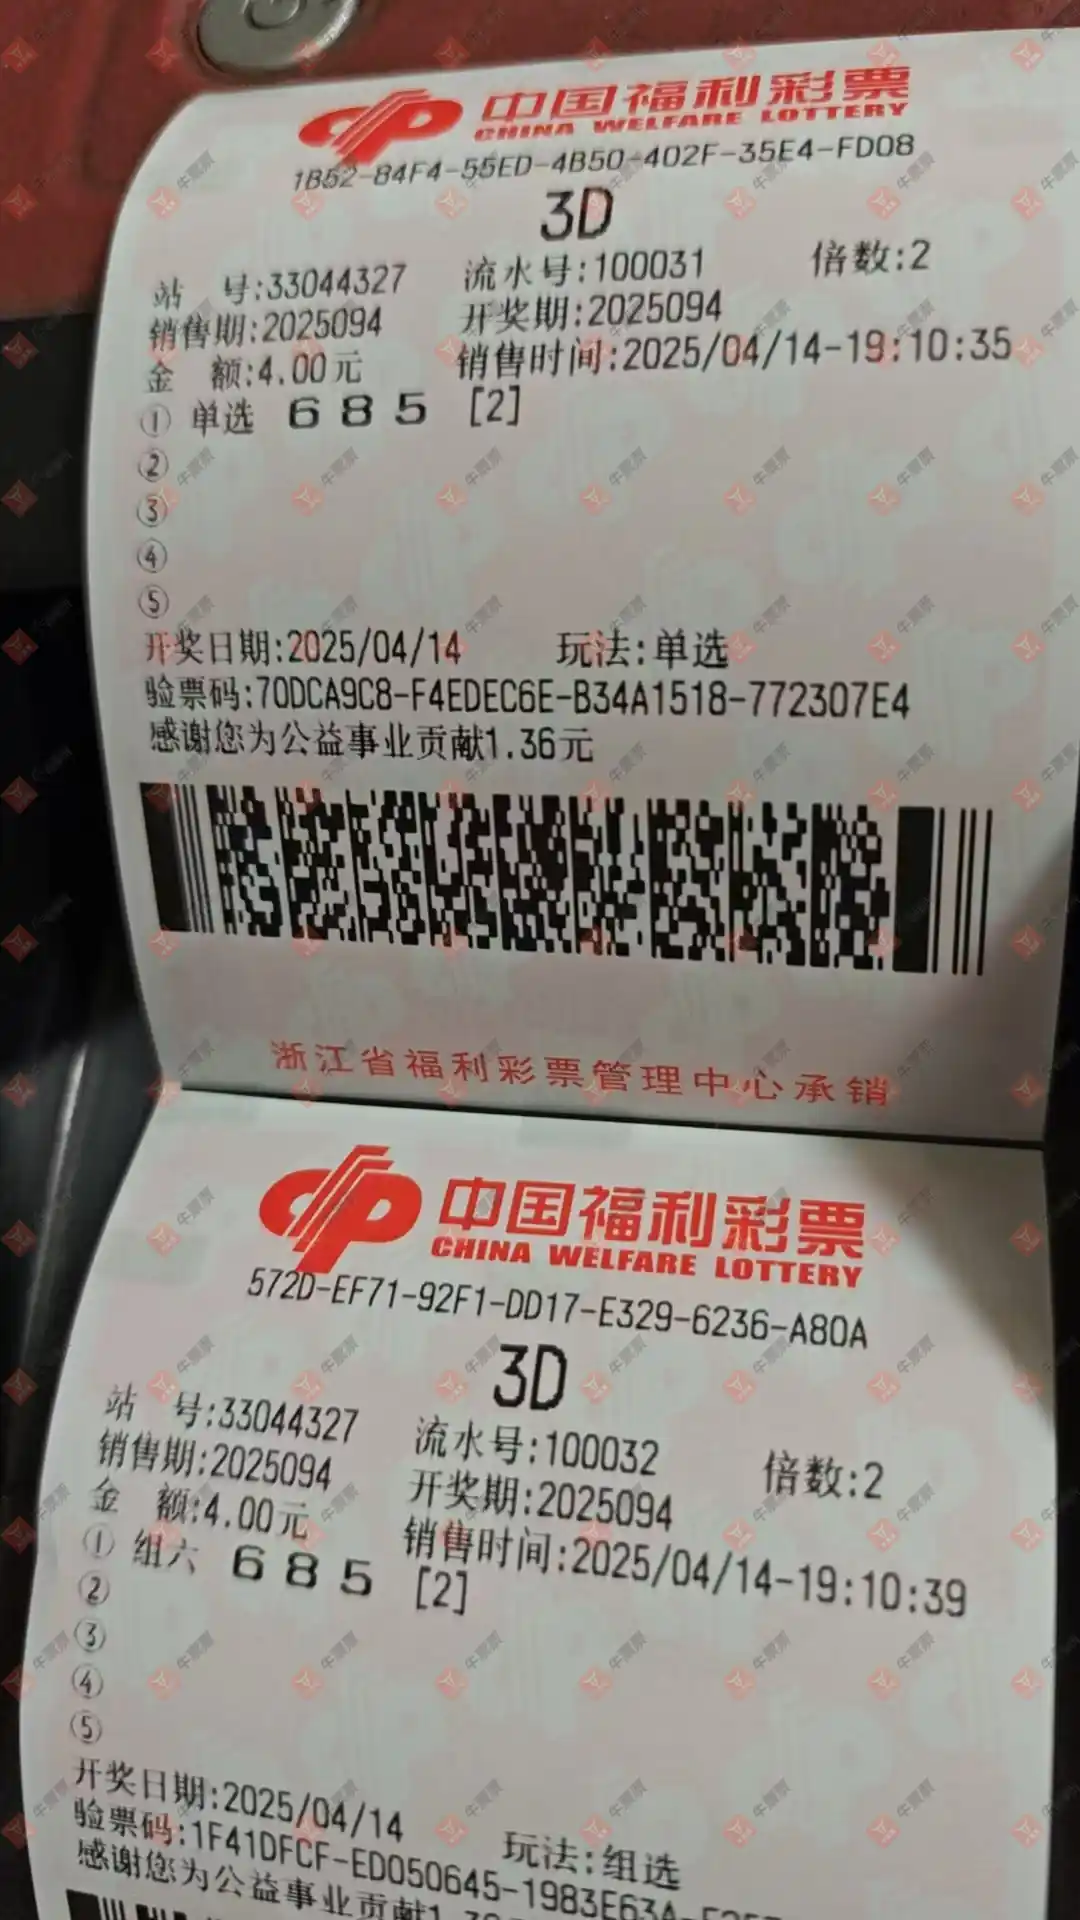 中国福利彩票
CHINA WELFARE LOTTERY
1B52-84F4-55ED-4B50-402F-35E4-FD08
3D
站 号:33044327 流水号:100031 倍数:2
销售期:2025094 开奖期:2025094
金 额:4.00元 销售时间:2025/04/14-19:10:35
① 单选 6 8 5 [2]
②
③
④
⑤
开奖日期:2025/04/14 玩法:单选
验票码:70DCA9C8-F4EDEC6E-B34A1518-772307E4
感谢您为公益事业贡献1.36元
浙江省福利彩票管理中心承销
中国福利彩票
CHINA WELFARE LOTTERY
572D-EF71-92F1-DD17-E329-6236-A80A
3D
站 号:33044327 流水号:100032 倍数:2
销售期:2025094 开奖期:2025094
金 额:4.00元 销售时间:2025/04/14-19:10:39
① 组六 6 8 5 [2]
②
③
④
⑤
开奖日期:2025/04/14 玩法:组选
验票码:1F41DFCF-ED050645-1983E63A-
感谢您为公益事业贡献1.
牛票票